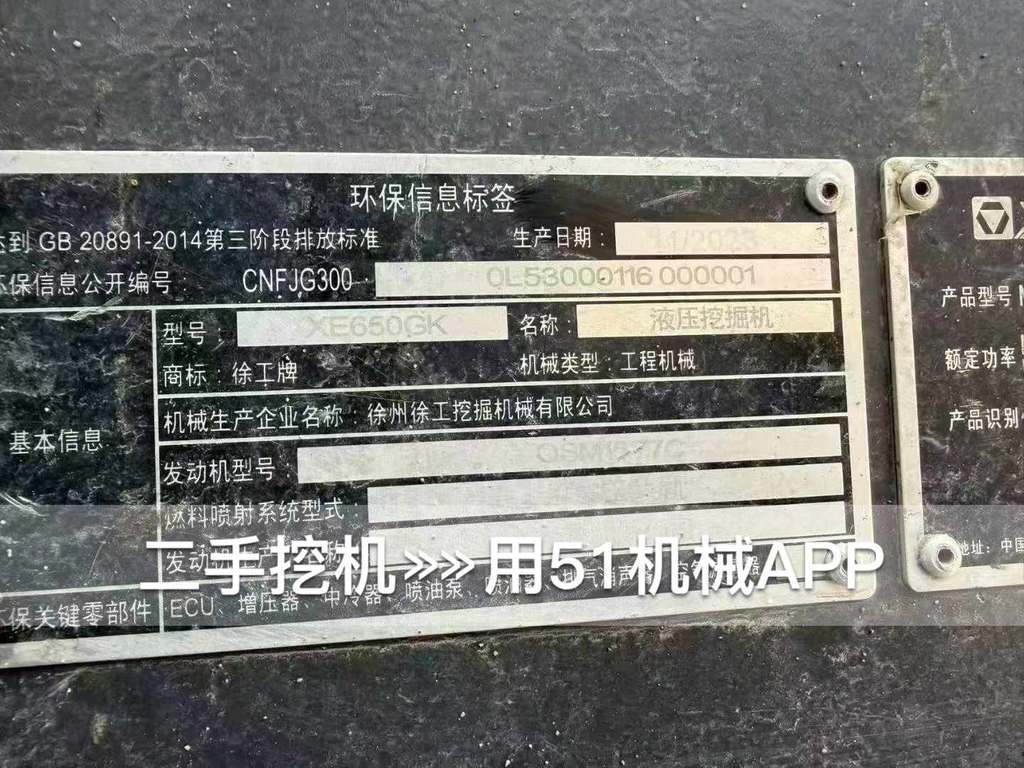 环保信息标签
到 GB 20891-2014第三阶段排放标准
生产日期: 11/2023
保信息公开编号: CNFJG300 0L53000116 000001
型号: XE650GK 名称: 液压挖掘机
商标: 徐工牌 机械类型: 工程机械
机械生产企业名称: 徐州徐工挖掘机械有限公司
基本信息
发动机型号:
燃料喷射系统型式:
二手挖机»»用51机械APP
保关键零部件 ECU、增压器、中冷器、喷油泵、
产品型号
额定功率
产品识别
地址: 中国